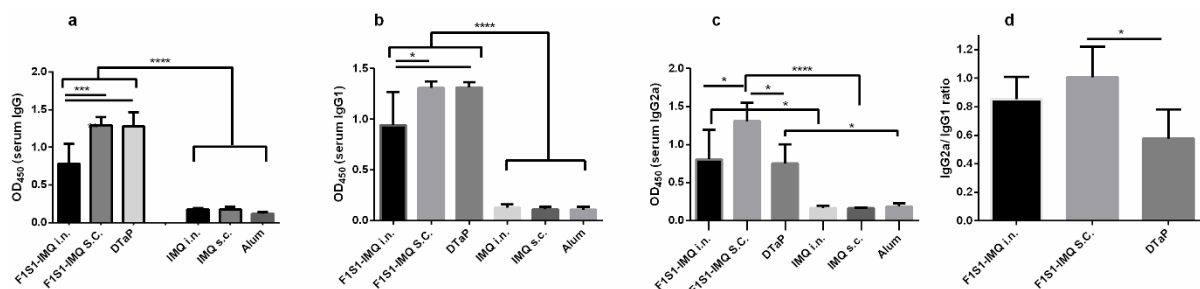 a
****
***
**
OD450 (serum IgG)
2.0
1.5
1.0
0.5
0.0
F1S1-IMQ i.n.
F1S1-IMQ S.C.
DTaP
IMQ i.n.
IMQ s.c.
Alum
b
****
*
OD450 (serum IgG1)
1.5
1.0
0.5
0.0
F1S1-IMQ i.n.
F1S1-IMQ S.C.
DTaP
IMQ i.n.
IMQ s.c.
Alum
c
*
****
*
*
*
OD450 (serum IgG2a)
2.0
1.5
1.0
0.5
0.0
F1S1-IMQ i.n.
F1S1-IMQ S.C.
DTaP
IMQ i.n.
IMQ s.c.
Alum
d
*
IgG2a/ IgG1 ratio
1.2
1.0
0.8
0.6
0.4
0.2
0.0
F1S1-IMQ i.n.
F1S1-IMQ S.C.
DTaP